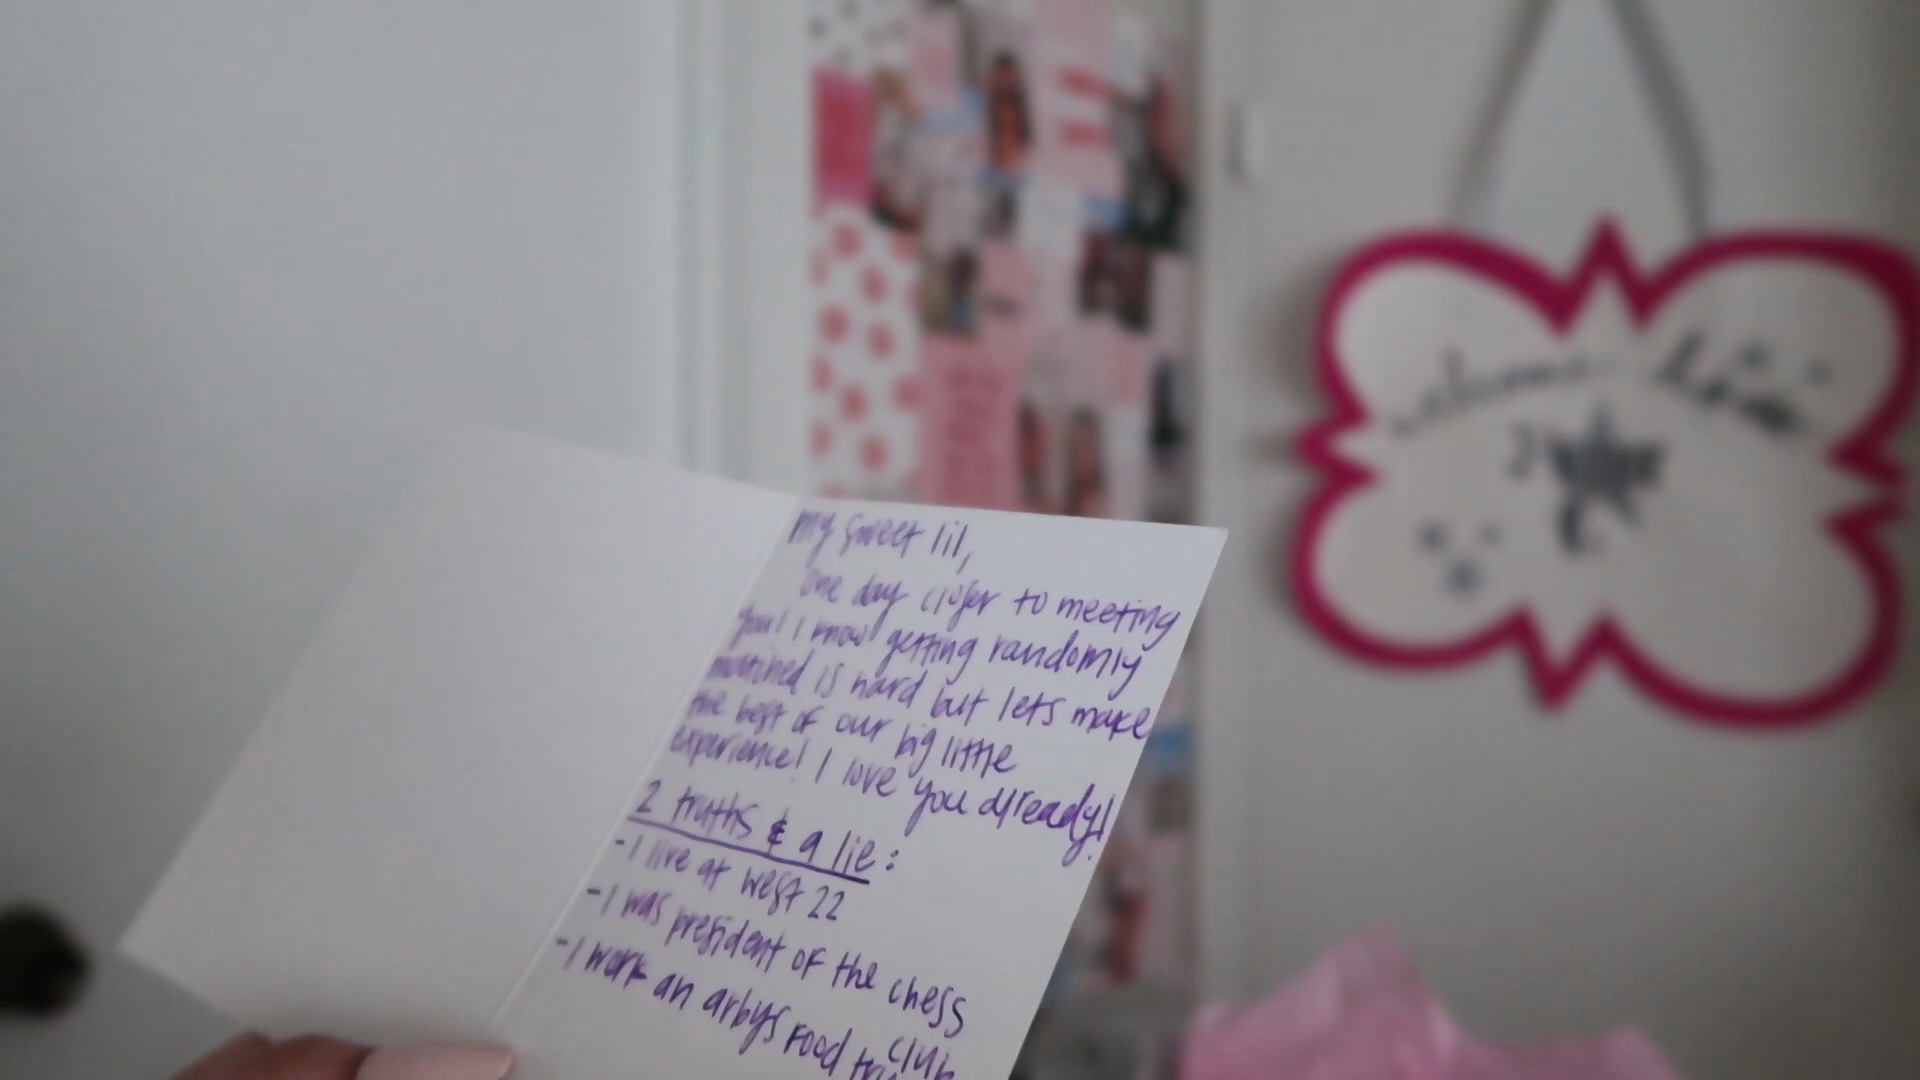 my sweet lil,
One day closer to meeting
you! I know getting randomly
matched is hard but lets make
the best of our big little
experience! I love you already!
2 truths & a lie:
- I live at west 22
- I was president of the chess
club
- I work an arbys food
welcome home